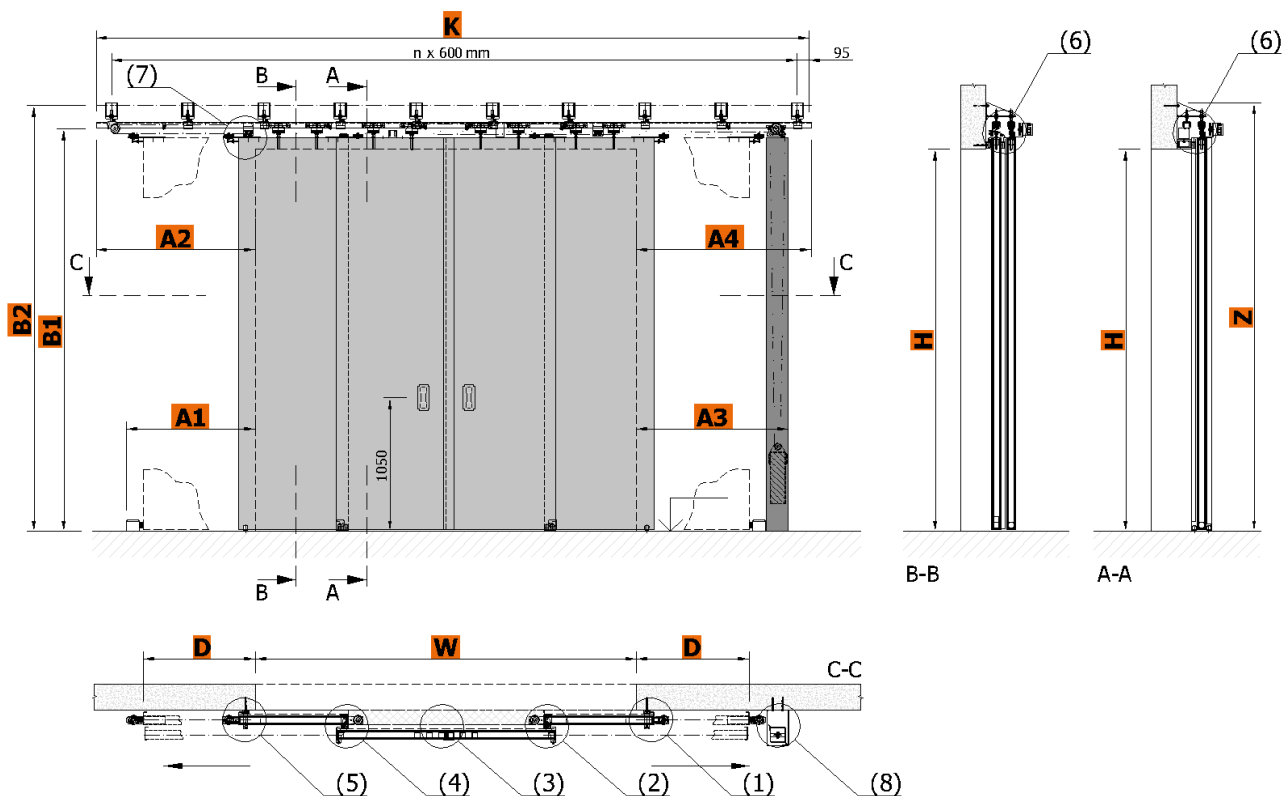 K
n x 600 mm
95
(7)
B
A
(6)
(6)
A2
A4
C
C
B2
B1
H
H
Z
A1
A3
1050
B
A
B-B
A-A
D
W
D
C-C
(5)
(4)
(3)
(2)
(1)
(8)